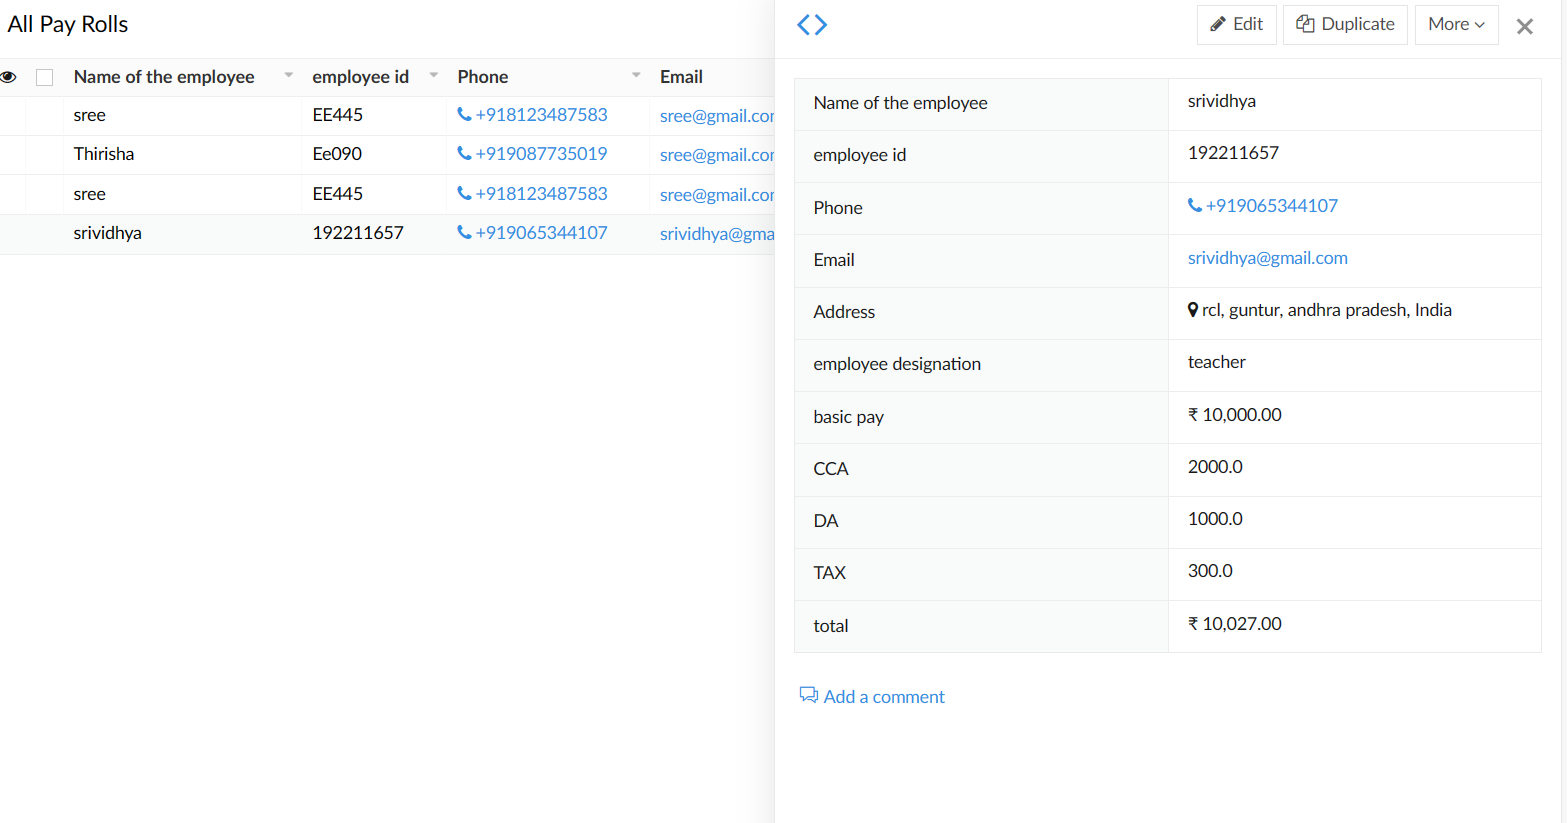 All Pay Rolls
Name of the employee employee id Phone Email
sree EE445 +918123487583 sree@gmail.cor
Thirisha Ee090 +919087735019 sree@gmail.cor
sree EE445 +918123487583 sree@gmail.cor
srividhya 192211657 +919065344107 srividhya@gma
Edit Duplicate More
Name of the employee srividhya
employee id 192211657
Phone +919065344107
Email srividhya@gmail.com
Address rcl, guntur, andhra pradesh, India
employee designation teacher
basic pay ₹ 10,000.00
CCA 2000.0
DA 1000.0
TAX 300.0
total ₹ 10,027.00
Add a comment